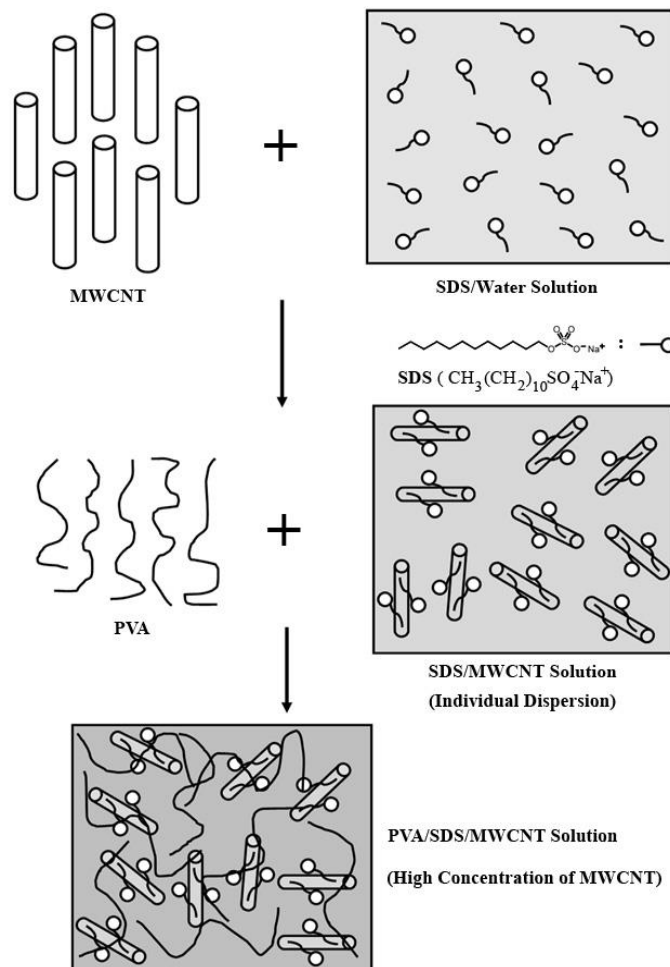 MWCNT
SDS/Water Solution
O O
S
O O−Na+ :
SDS ( CH3(CH2)10SO4-Na+)
PVA
SDS/MWCNT Solution
(Individual Dispersion)
PVA/SDS/MWCNT Solution
(High Concentration of MWCNT)